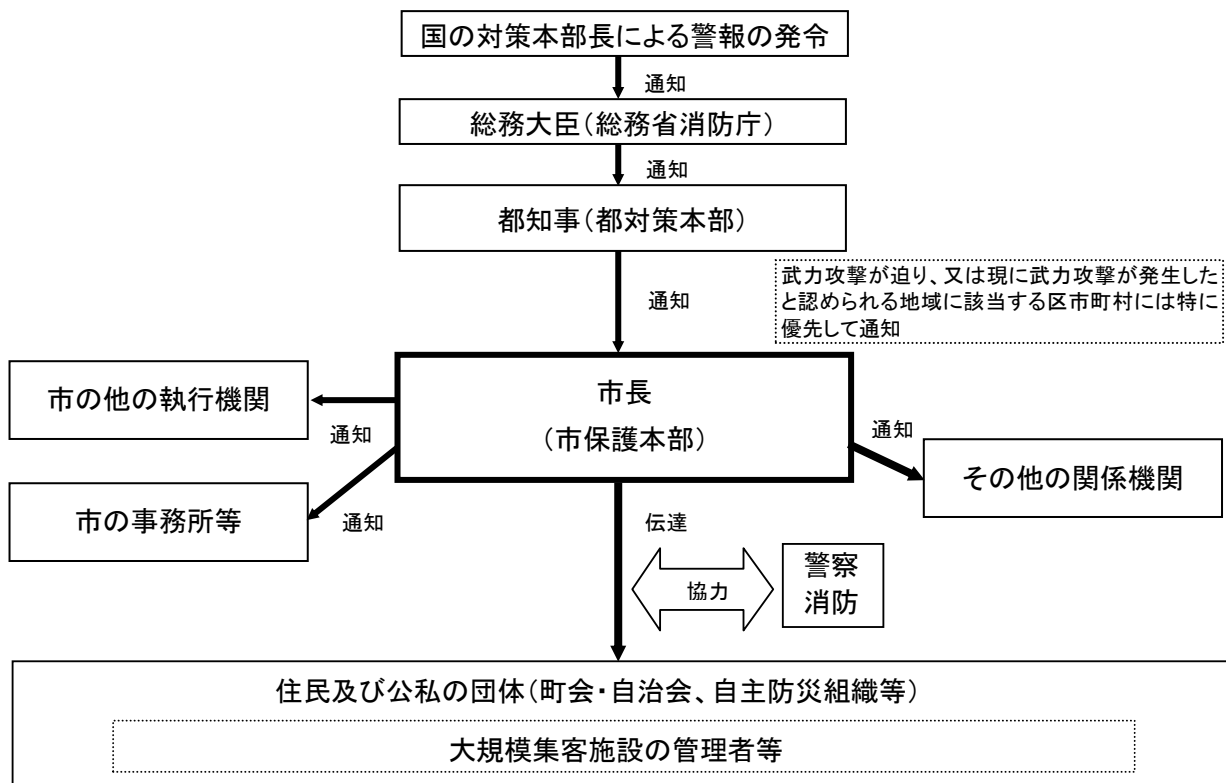 国の対策本部長による警報の発令
通知
総務大臣(総務省消防庁)
通知
都知事(都対策本部)
通知
武力攻撃が迫り、又は現に武力攻撃が発生した
と認められる地域に該当する区市町村には特に
優先して通知
市の他の執行機関
通知
市長
(市保護本部)
通知
その他の関係機関
市の事務所等
通知
伝達
協力
警察
消防
住民及び公私の団体(町会・自治会、自主防災組織等)
大規模集客施設の管理者等